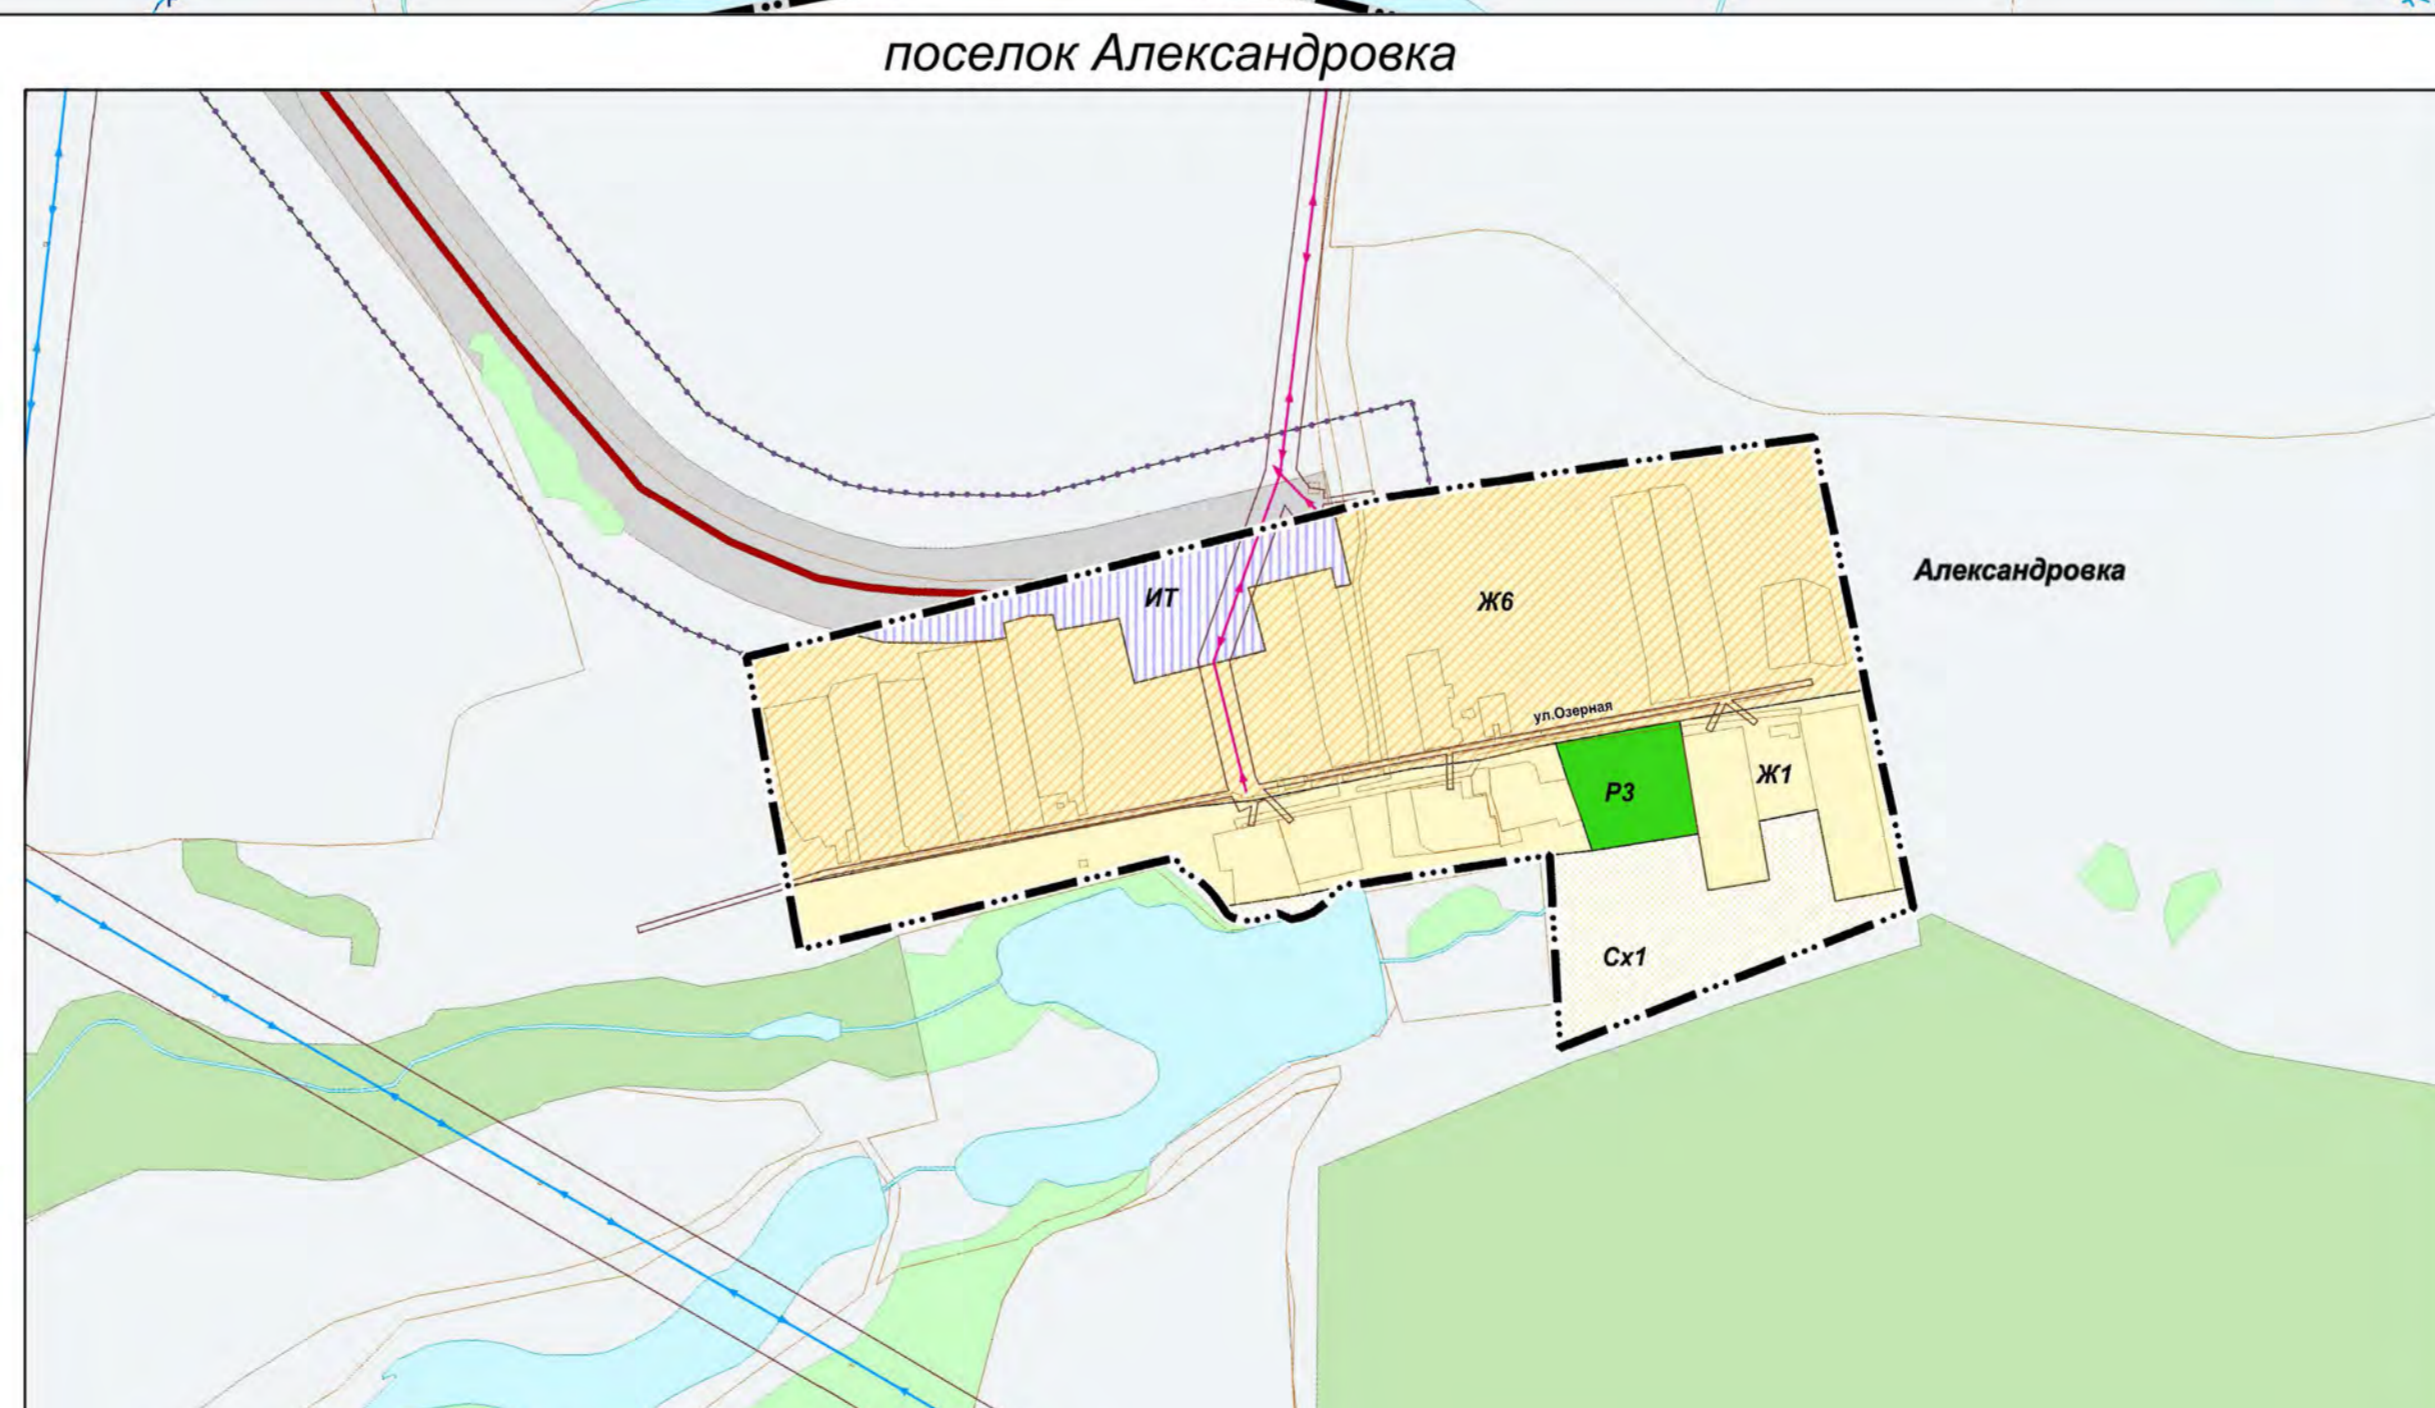 поселок Александровка
Александровка
ИТ
Ж6
ул.Озерная
Р3
Ж1
Сх1